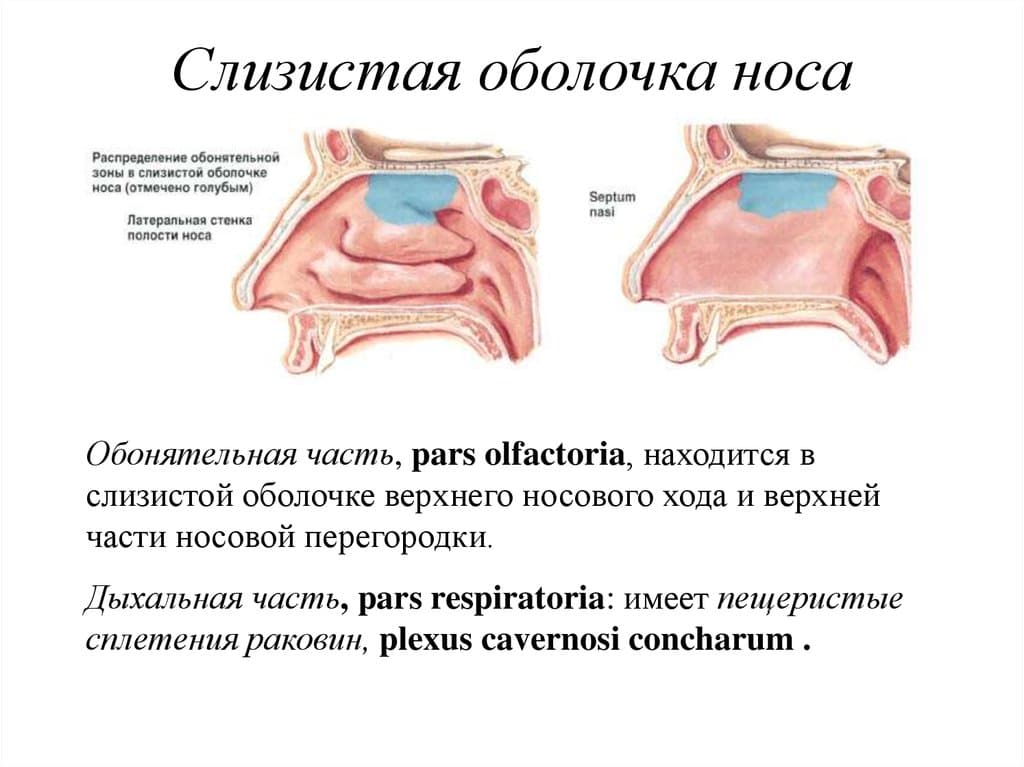 Слизистая оболочка носа
Распределение обонятельной
зоны в слизистой оболочке
носа (отмечено голубым)
Латеральная стенка
полости носа
Septum
nasi
Обонятельная часть, pars olfactoria, находится в
слизистой оболочке верхнего носового хода и верхней
части носовой перегородки.
Дыхальная часть, pars respiratoria: имеет пещеристые
сплетения раковин, plexus cavernosi concharum .